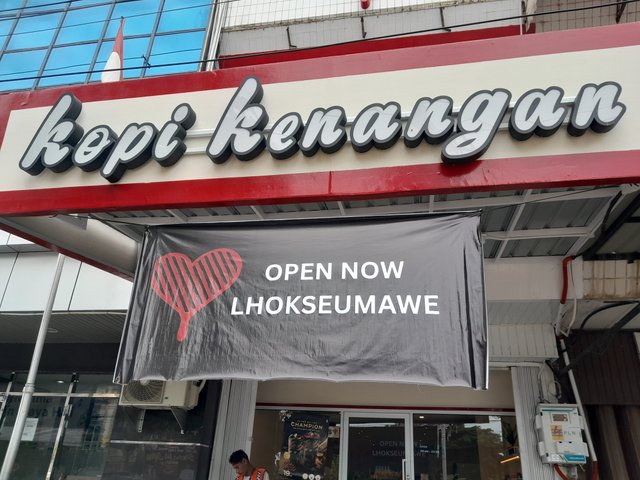 kopi kenangan
OPEN NOW
LHOKSEUMAWE
CHAMPION